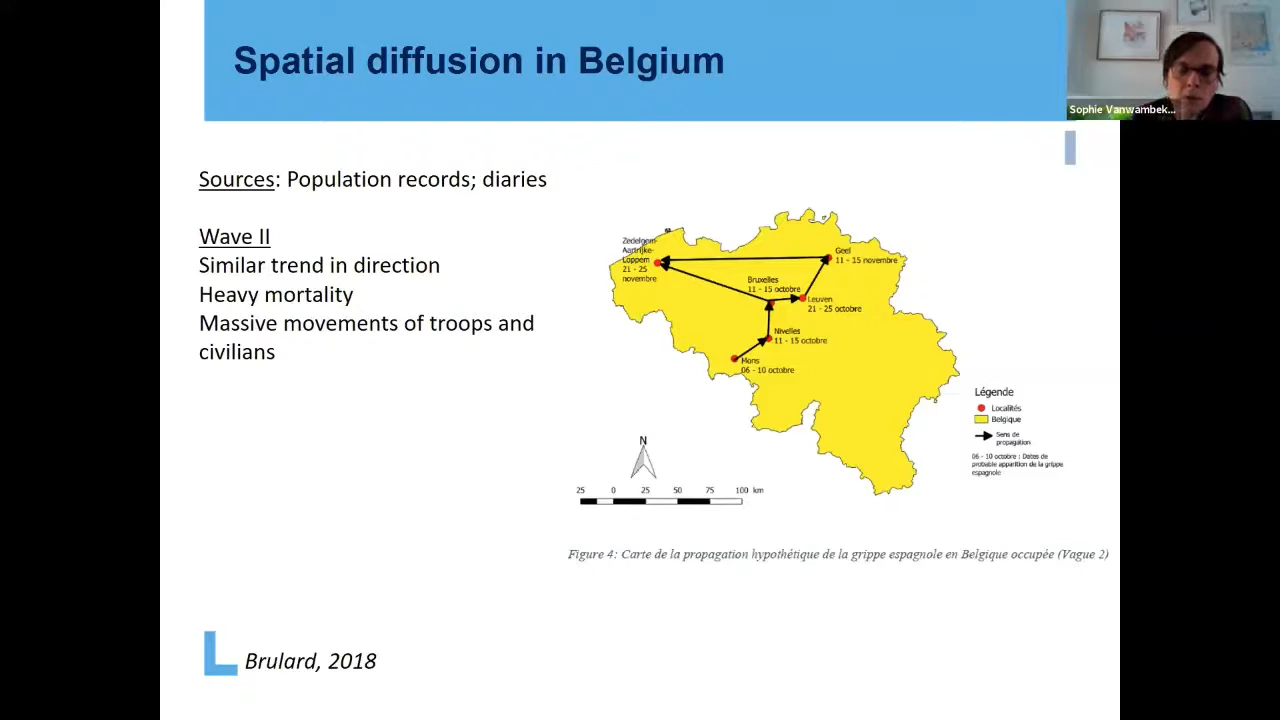 Spatial diffusion in Belgium
Sophie Vanwambek...
Sources: Population records; diaries
Wave II
Similar trend in direction
Heavy mortality
Massive movements of troops and
civilians
Zedelgem-
Aartrijke-
Loppem
21 - 25
novembre
Geel
11 - 15 novembre
Bruxelles
11 - 15 octobre
Leuven
21 - 25 octobre
Nivelles
11 - 15 octobre
Mons
06 - 10 octobre
Légende
Localités
Belgique
Sens de
propagation
06 - 10 octobre : Dates de
probable apparition de la grippe
espagnole
N
25 0 25 50 75 100 km
Figure 4: Carte de la propagation hypothétique de la grippe espagnole en Belgique occupée (Vague 2)
Brulard, 2018